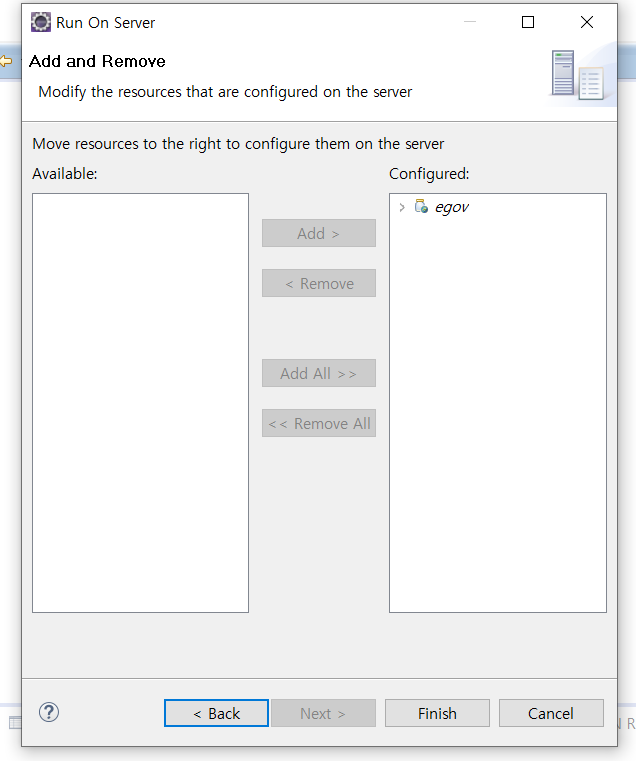 Run On Server
Add and Remove
Modify the resources that are configured on the server
Move resources to the right to configure them on the server
Available:
Configured:
egov
Add >
< Remove
Add All >>
<< Remove All
< Back
Next >
Finish
Cancel